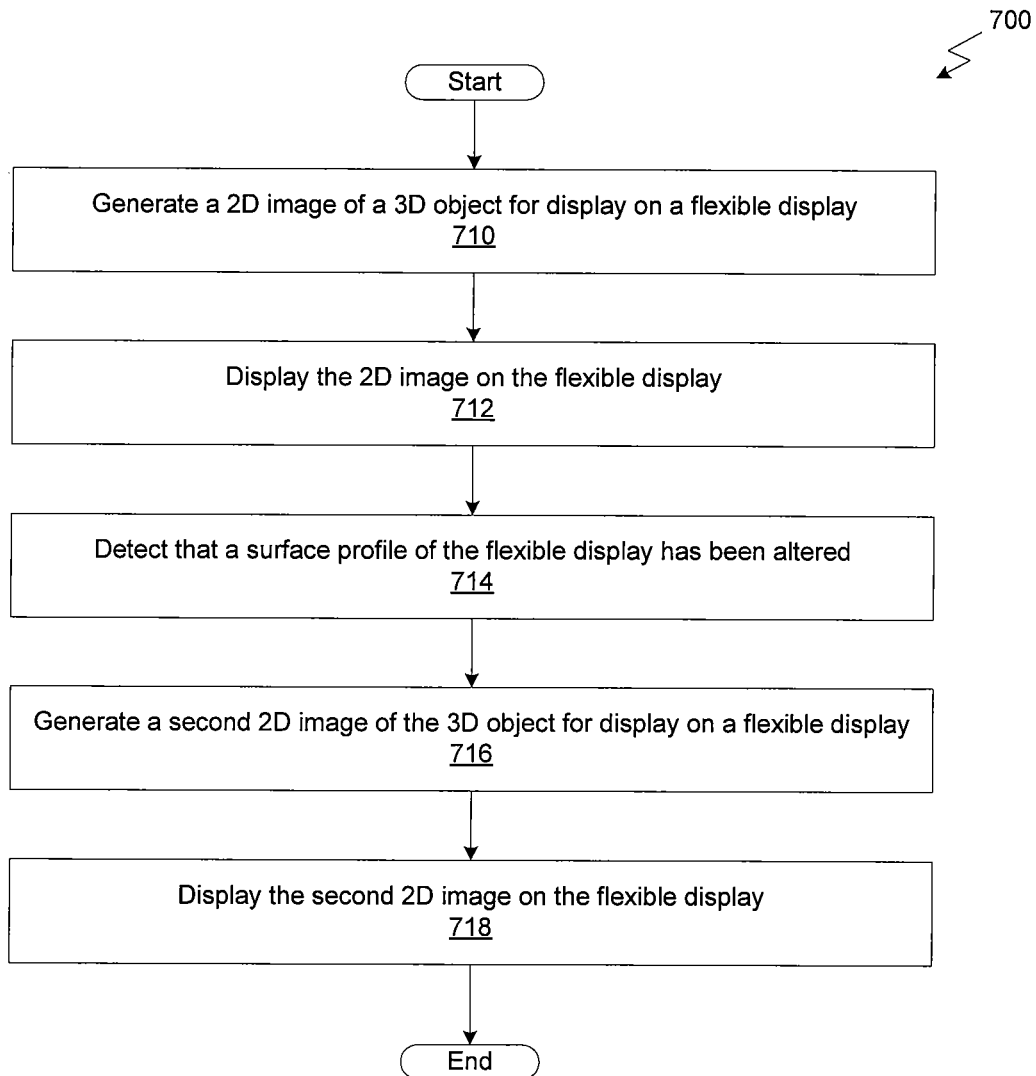 700
Start
Generate a 2D image of a 3D object for display on a flexible display
710
Display the 2D image on the flexible display
712
Detect that a surface profile of the flexible display has been altered
714
Generate a second 2D image of the 3D object for display on a flexible display
716
Display the second 2D image on the flexible display
718
End